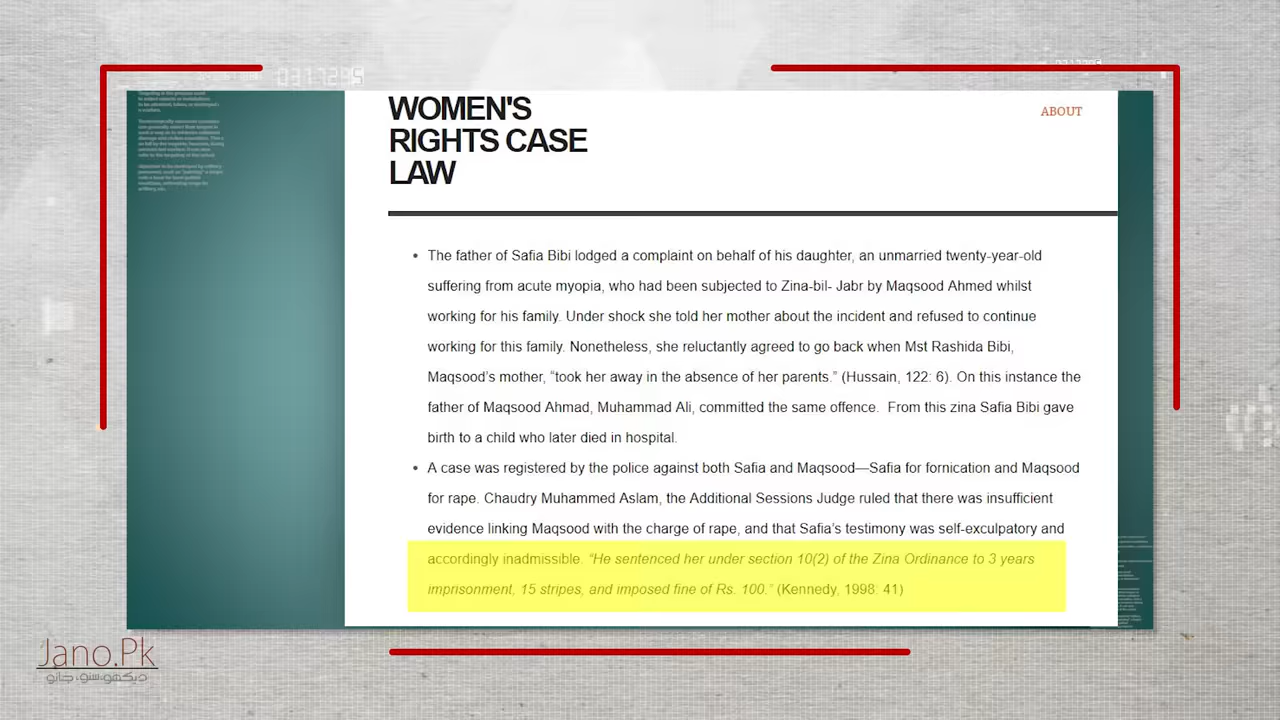 0317295
WOMEN'S
RIGHTS CASE
LAW
ABOUT
• The father of Safia Bibi lodged a complaint on behalf of his daughter, an unmarried twenty-year-old
suffering from acute myopia, who had been subjected to Zina-bil- Jabr by Maqsood Ahmed whilst
working for his family. Under shock she told her mother about the incident and refused to continue
working for this family. Nonetheless, she reluctantly agreed to go back when Mst Rashida Bibi,
Maqsood’s mother, “took her away in the absence of her parents.” (Hussain, 122: 6). On this instance the
father of Maqsood Ahmad, Muhammad Ali, committed the same offence. From this zina Safia Bibi gave
birth to a child who later died in hospital.
• A case was registered by the police against both Safia and Maqsood—Safia for fornication and Maqsood
for rape. Chaudry Muhammed Aslam, the Additional Sessions Judge ruled that there was insufficient
evidence linking Maqsood with the charge of rape, and that Safia’s testimony was self-exculpatory and
accordingly inadmissible. “He sentenced her under section 10(2) of the Zina Ordinance to 3 years
imprisonment, 15 stripes, and imposed fine of Rs. 100.” (Kennedy, 1998: 41)
Jano.Pk
دیکھو،سنو،جانو